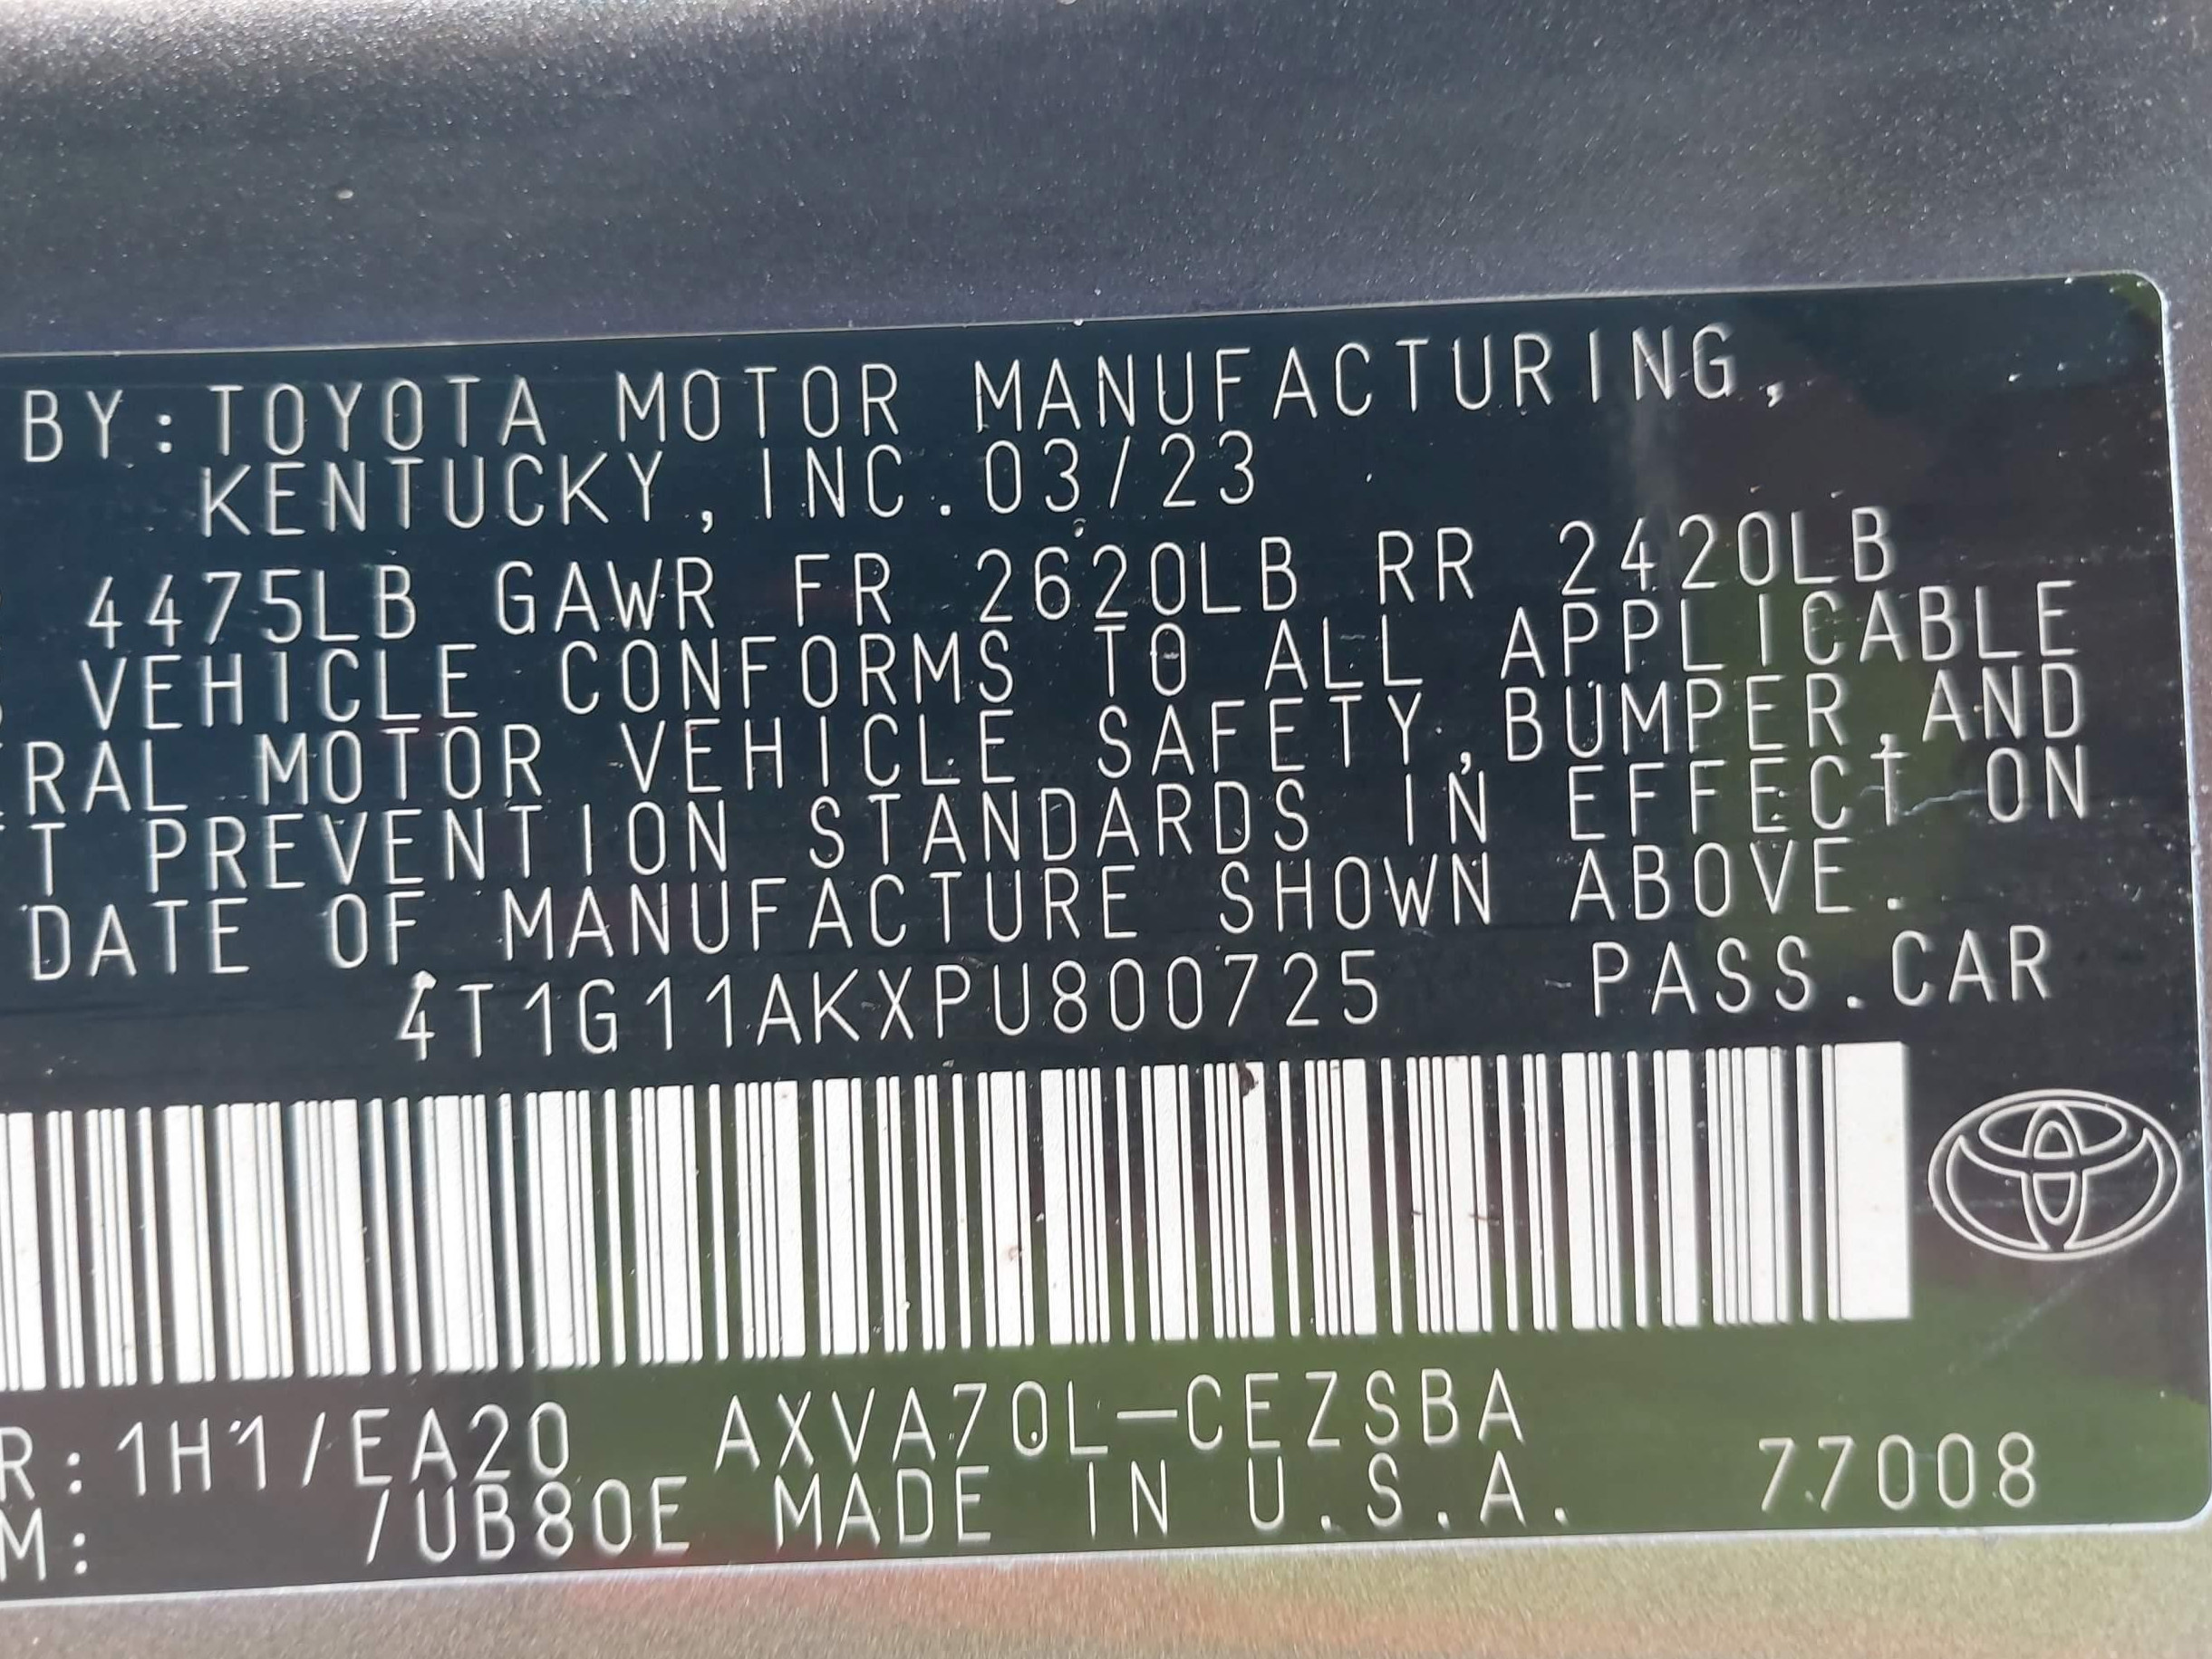 BY:TOYOTA MOTOR MANUFACTURING,
KENTUCKY, INC.03/23
4475LB GAWR FR 2620LB RR 2420LB
VEHICLE CONFORMS TO ALL APPLICABLE
ERAL MOTOR VEHICLE SAFETY,BUMPER,AND
T PREVENTION STANDARDS IN EFFECT ON
DATE OF MANUFACTURE SHOWN ABOVE.
4T1G11AKXPU800725 PASS.CAR
R:1H1/EA20 AXVA70L-CEZSBA
M: /UB80E MADE IN U.S.A. 77008